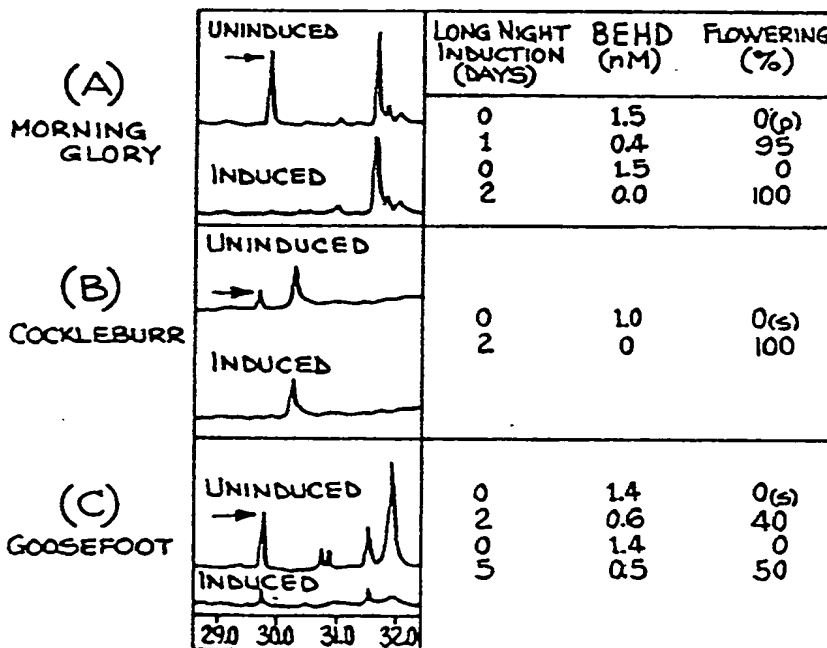 LONG NIGHT INDUCTION (DAYS) BEHD (nM) FLOWERING (%)
(A)
MORNING GLORY
UNINDUCED
INDUCED
0 1.5 0(p)
1 0.4 95
0 1.5 0
2 0.0 100
(B)
COCKLEBURR
UNINDUCED
INDUCED
0 1.0 0(s)
2 0 100
(C)
GOOSEFOOT
UNINDUCED
INDUCED
0 1.4 0(s)
2 0.6 40
0 1.4 0
5 0.5 50
29.0 30.0 31.0 32.0